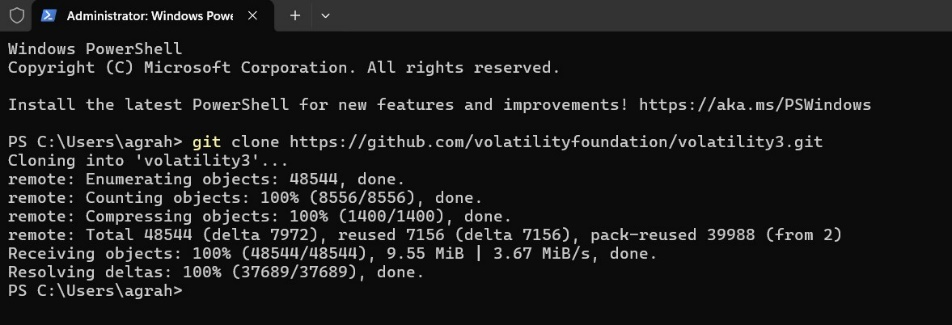 Administrator: Windows Powe
Windows PowerShell
Copyright (C) Microsoft Corporation. All rights reserved.
Install the latest PowerShell for new features and improvements! https://aka.ms/PSWindows
PS C:\Users\agrah> git clone https://github.com/volatilityfoundation/volatility3.git
Cloning into 'volatility3'...
remote: Enumerating objects: 48544, done.
remote: Counting objects: 100% (8556/8556), done.
remote: Compressing objects: 100% (1400/1400), done.
remote: Total 48544 (delta 7972), reused 7156 (delta 7156), pack-reused 39988 (from 2)
Receiving objects: 100% (48544/48544), 9.55 MiB | 3.67 MiB/s, done.
Resolving deltas: 100% (37689/37689), done.
PS C:\Users\agrah>